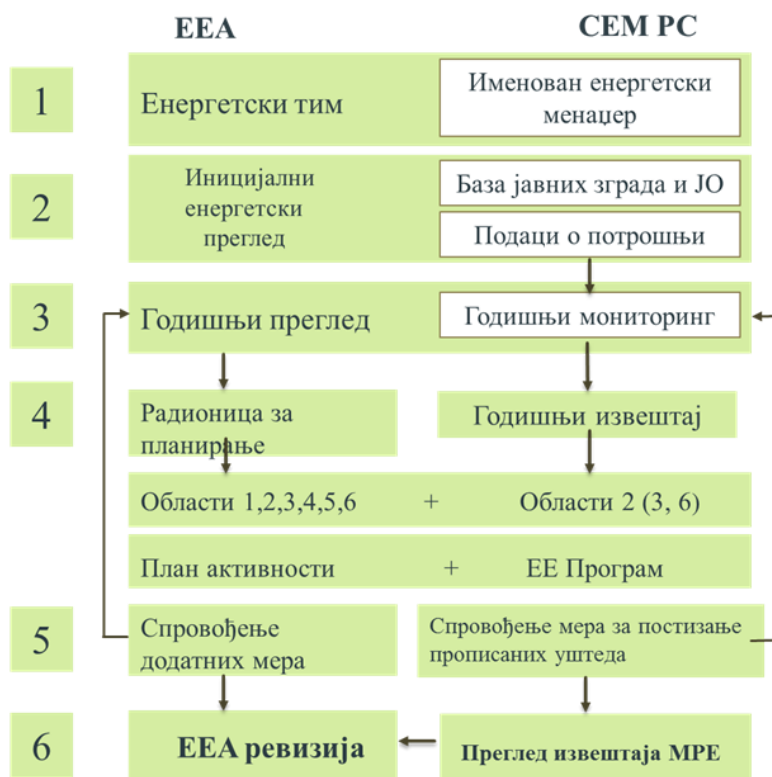 EEA
СЕМ РС
1
Енергетски тим
Именован енергетски
менаџер
2
Иницијални
енергетски
преглед
База јавних зграда и ЈО
Подаци о потрошњи
3
Годишњи преглед
Годишњи мониторинг
4
Радионица за
планирање
Годишњи извештај
Области 1,2,3,4,5,6 + Области 2 (3, 6)
План активности + ЕЕ Програм
5
Спровођење
додатних мера
Спровођење мера за постизање
прописаних уштеда
6
ЕЕА ревизија
Преглед извештаја МРЕ